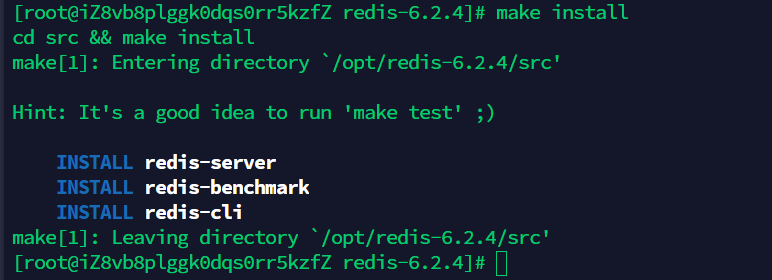 [root@iZ8vb8plggk0dqs0rr5kzfZ redis-6.2.4]# make install
cd src && make install
make[1]: Entering directory `/opt/redis-6.2.4/src'
Hint: It's a good idea to run 'make test' ;)
INSTALL redis-server
INSTALL redis-benchmark
INSTALL redis-cli
make[1]: Leaving directory `/opt/redis-6.2.4/src'
[root@iZ8vb8plggk0dqs0rr5kzfZ redis-6.2.4]#